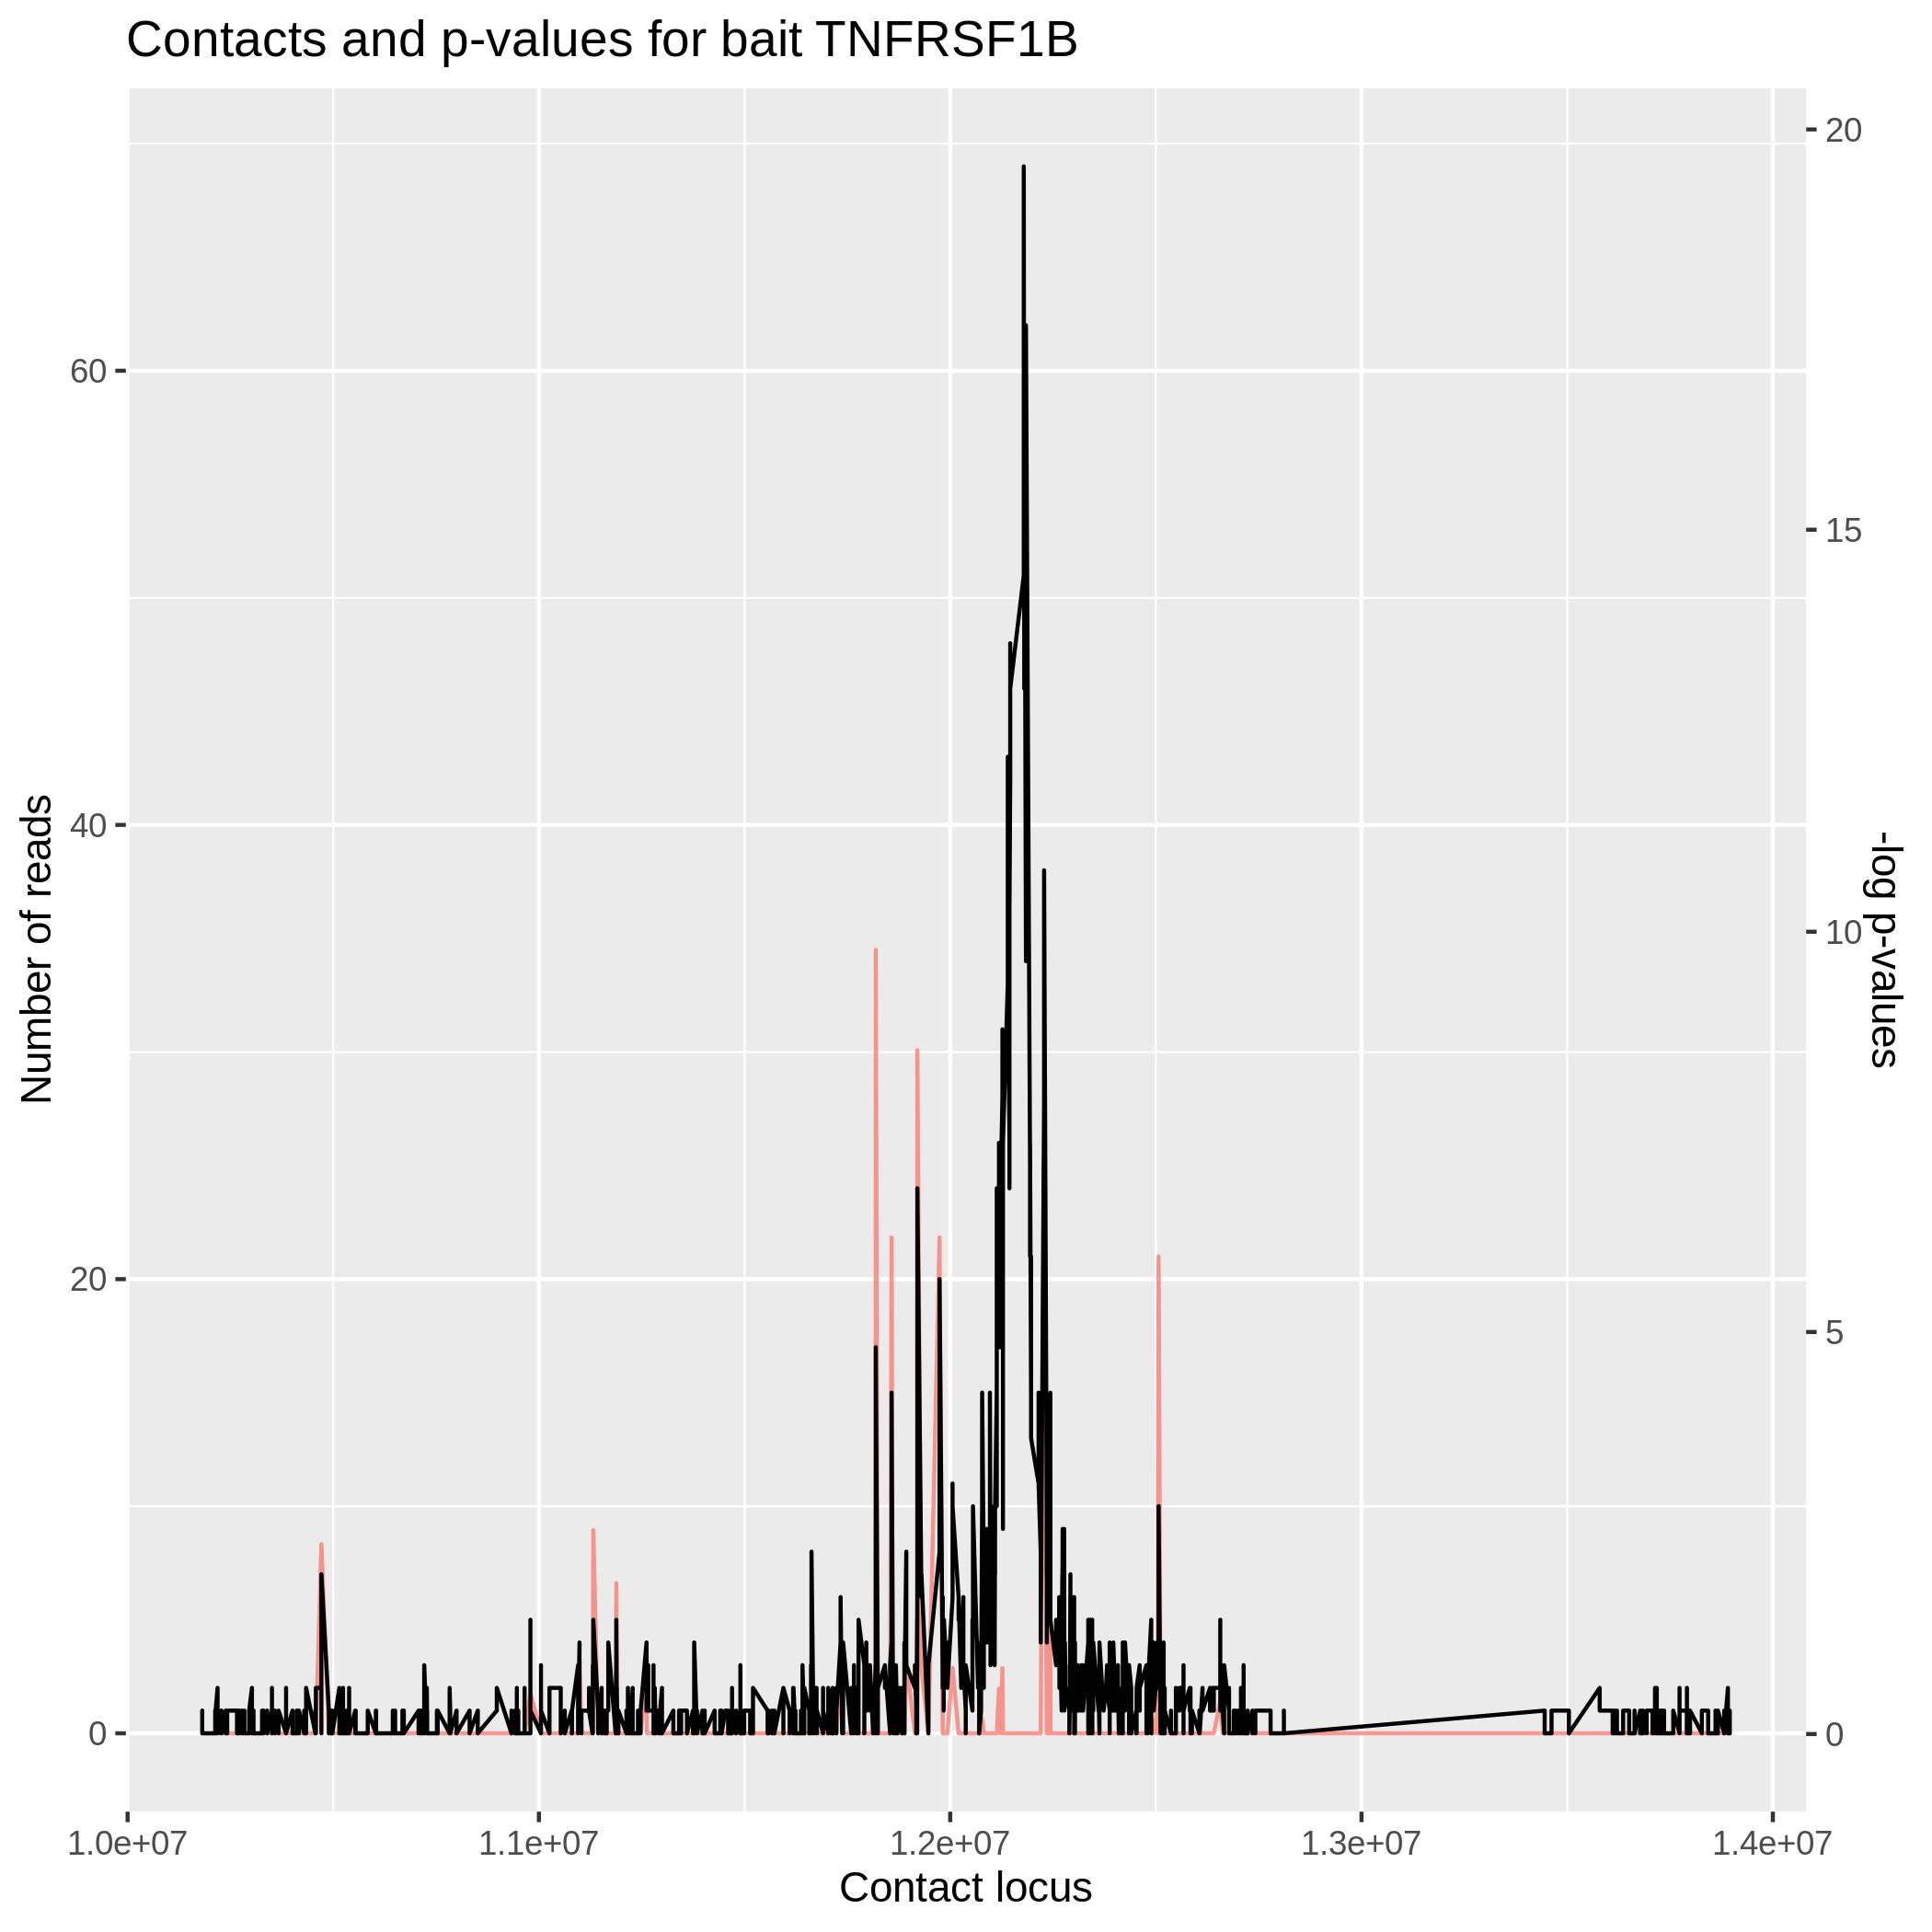 Contacts and p-values for bait TNFRSF1B
Number of reads
60
40
20
0
20
15
10
5
0
-log p-values
1.0e+07 1.1e+07 1.2e+07 1.3e+07 1.4e+07
Contact locus